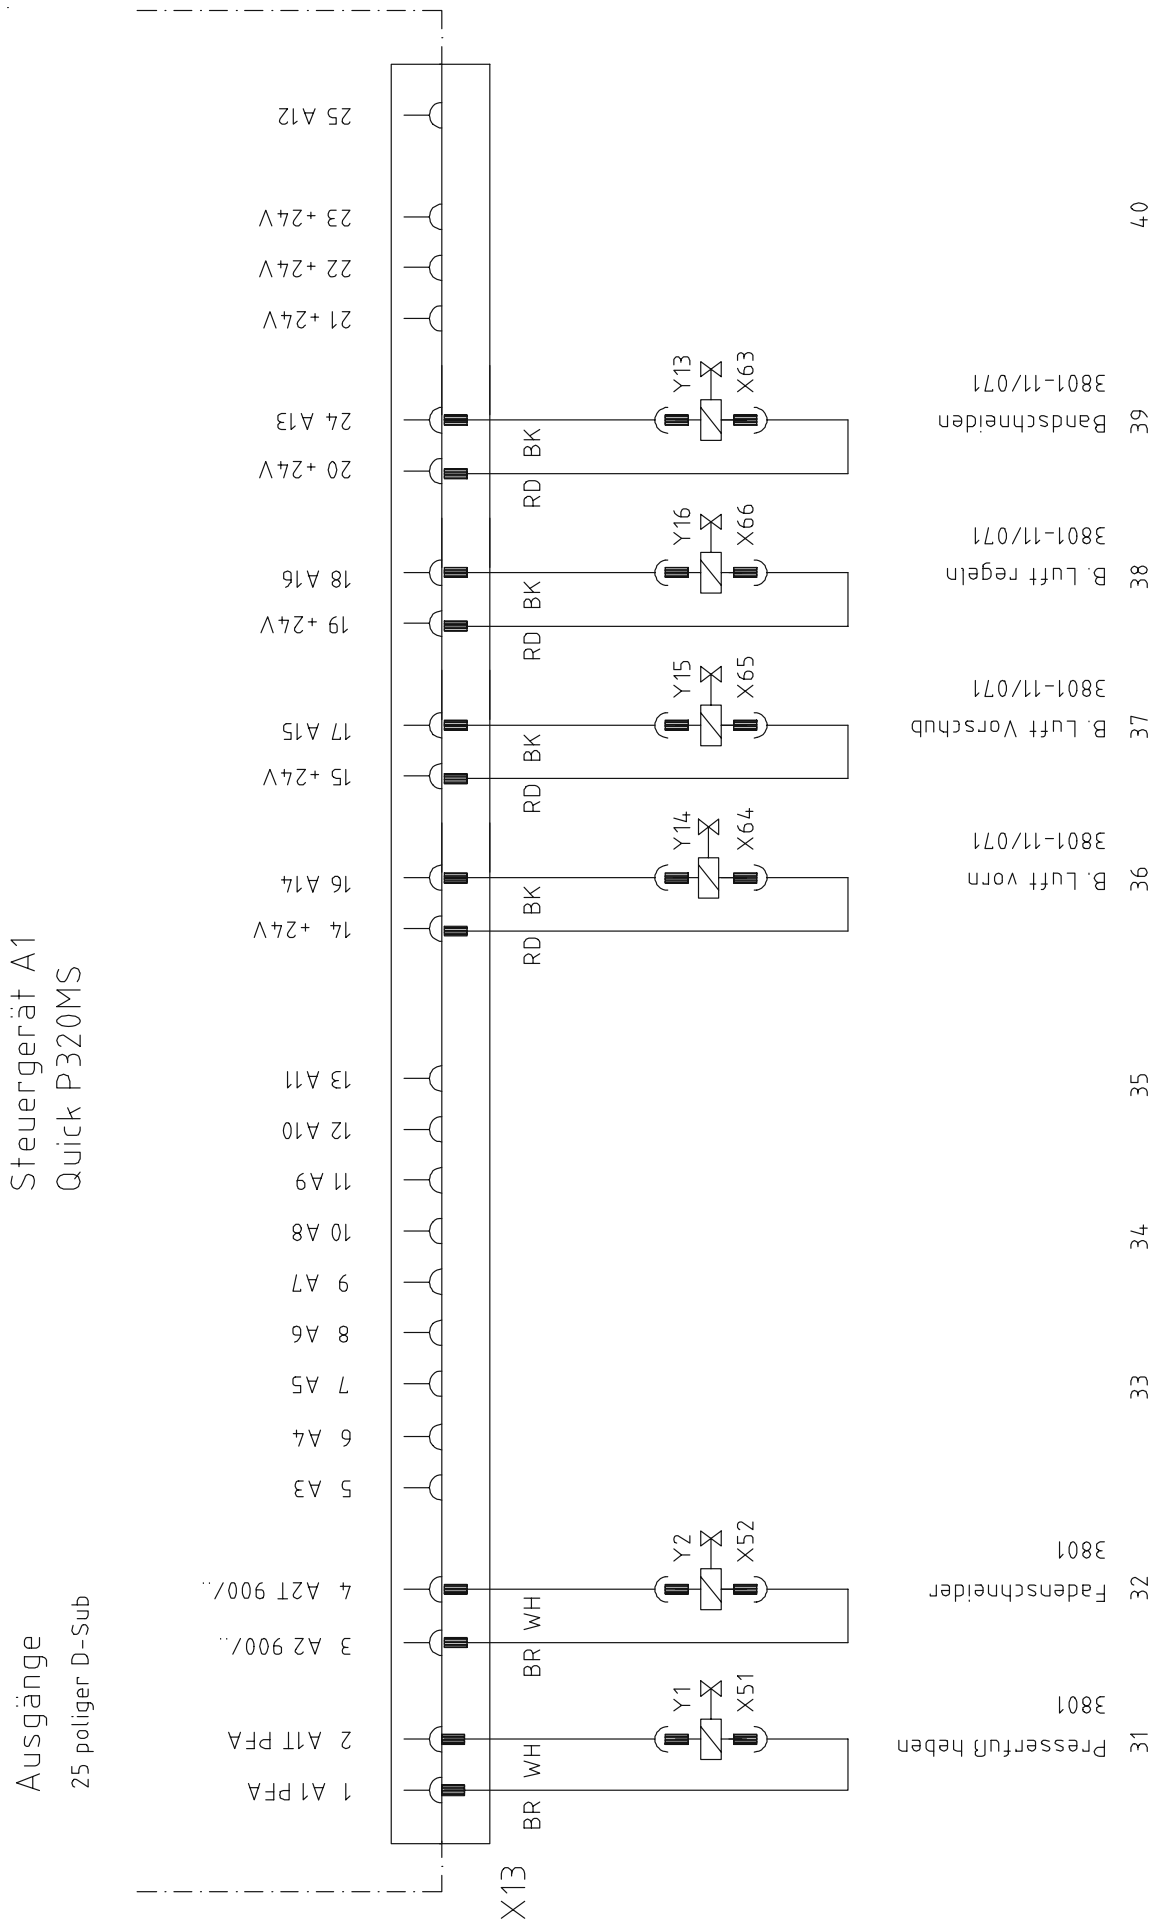 Steuergerät A1
Quick P320MS
Ausgänge
25 poliger D-Sub
X13
1 A1 PFA
2 A1T PFA
3 A2 900/..
4 A2T 900/..
5 A3
6 A4
7 A5
8 A6
9 A7
10 A8
11 A9
12 A10
13 A11
14 +24V
16 A14
15 +24V
17 A15
19 +24V
18 A16
20 +24V
24 A13
21 +24V
22 +24V
23 +24V
25 A12
BR WH
BR WH
RD BK
RD BK
RD BK
RD BK
Y1
X51
Y2
X52
Y14
X64
Y15
X65
Y16
X66
Y13
X63
Presserfuß heben
3801
Fadenschneider
3801
B. Luft vorn
3801-11/071
B. Luft Vorschub
3801-11/071
B. Luft regeln
3801-11/071
Bandschneiden
3801-11/071
31 32 33 34 35 36 37 38 39 40